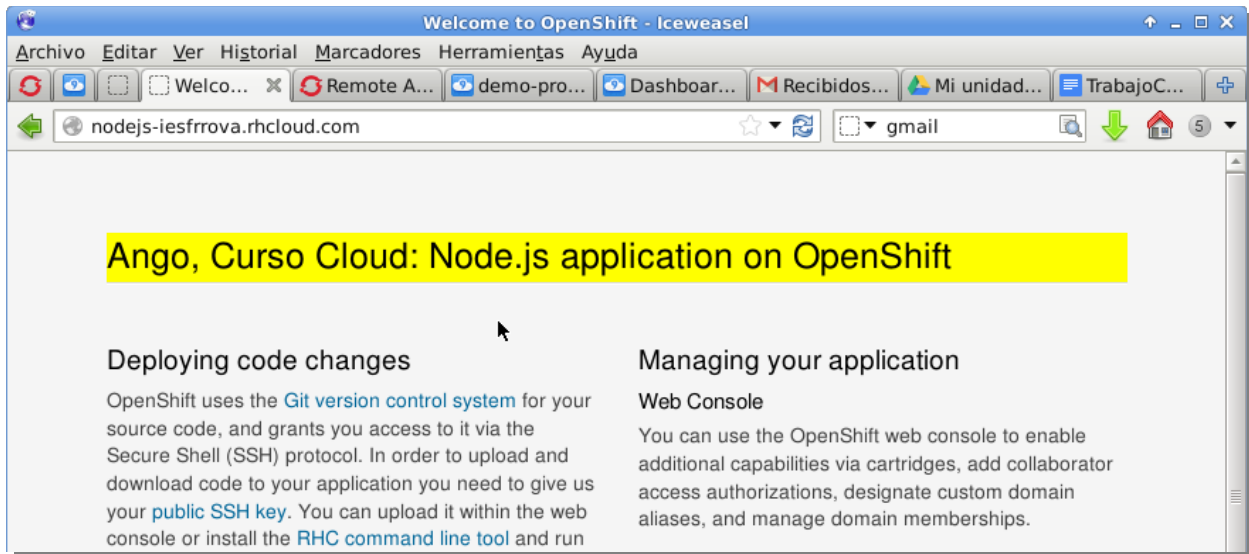 Welcome to OpenShift - Iceweasel
Archivo Editar Ver Historial Marcadores Herramientas Ayuda
Welco... Remote A... demo-pro... Dashboar... Recibidos... Mi unidad... TrabajoC...
nodejs-iesfrrova.rhcloud.com gmail 5
Ango, Curso Cloud: Node.js application on OpenShift
Deploying code changes
OpenShift uses the Git version control system for your
source code, and grants you access to it via the
Secure Shell (SSH) protocol. In order to upload and
download code to your application you need to give us
your public SSH key. You can upload it within the web
console or install the RHC command line tool and run
Managing your application
Web Console
You can use the OpenShift web console to enable
additional capabilities via cartridges, add collaborator
access authorizations, designate custom domain
aliases, and manage domain memberships.